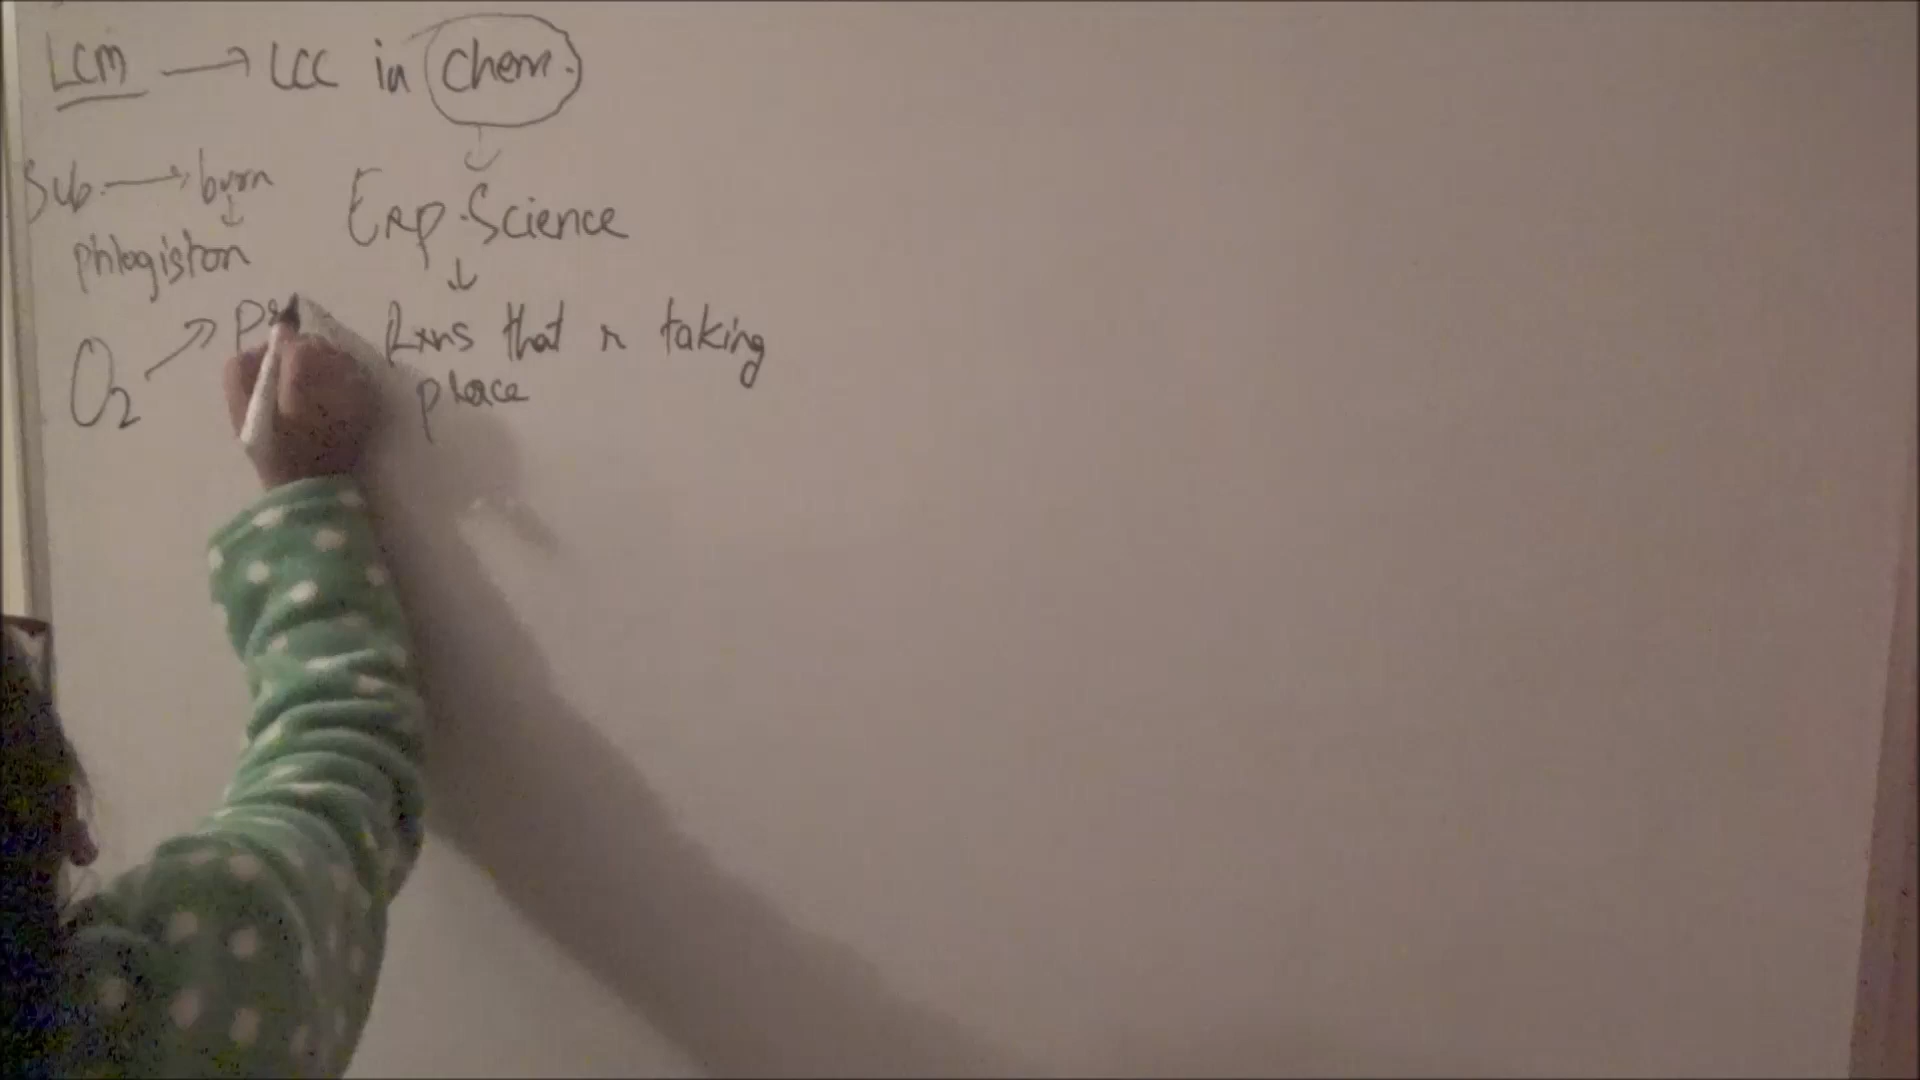 LCM → LCC in Chem.
Sub. → burn
↓
phlogiston
O2 →
↓
Exp. Science
↓
Rxns that r taking
place